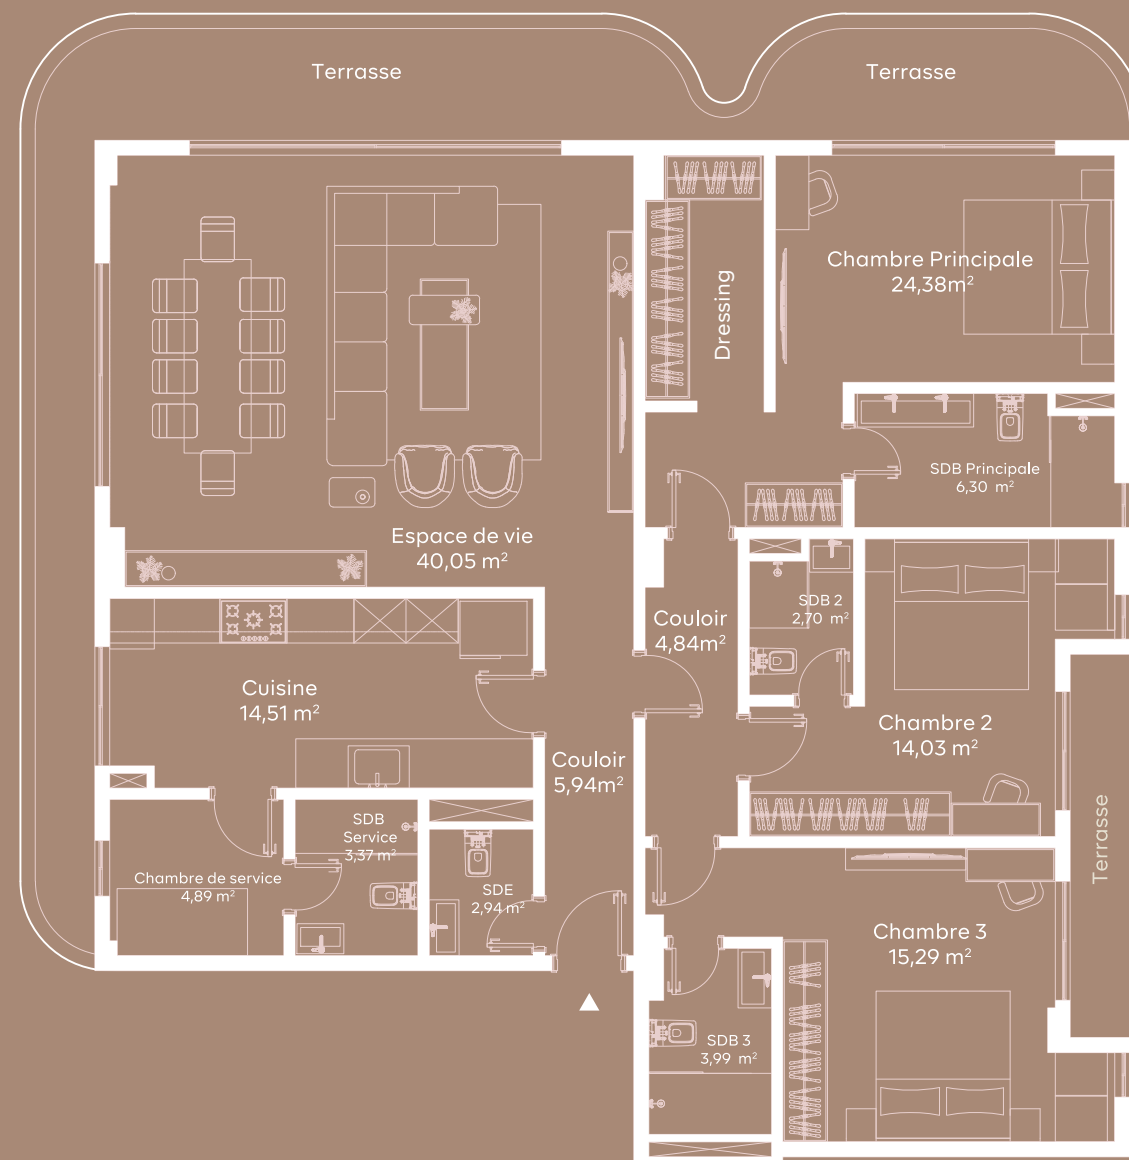 Terrasse
Terrasse
Chambre Principale
24,38m²
Dressing
SDB Principale
6,30 m²
Espace de vie
40,05 m²
SDB 2
2,70 m²
Couloir
4,84m²
Cuisine
14,51 m²
Chambre 2
14,03 m²
Couloir
5,94m²
Terrasse
SDB
Service
3,37 m²
Chambre de service
4,89 m²
SDE
2,94 m²
Chambre 3
15,29 m²
SDB 3
3,99 m²